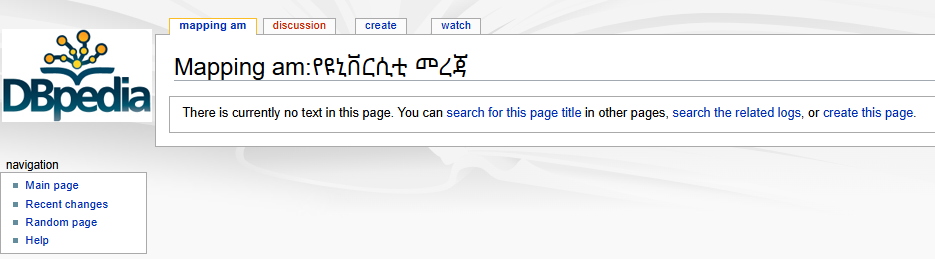 mapping am discussion create watch
DBpedia
Mapping am:የዩኒቨርሲቲ መረጃ
There is currently no text in this page. You can search for this page title in other pages, search the related logs, or create this page.
navigation
Main page
Recent changes
Random page
Help